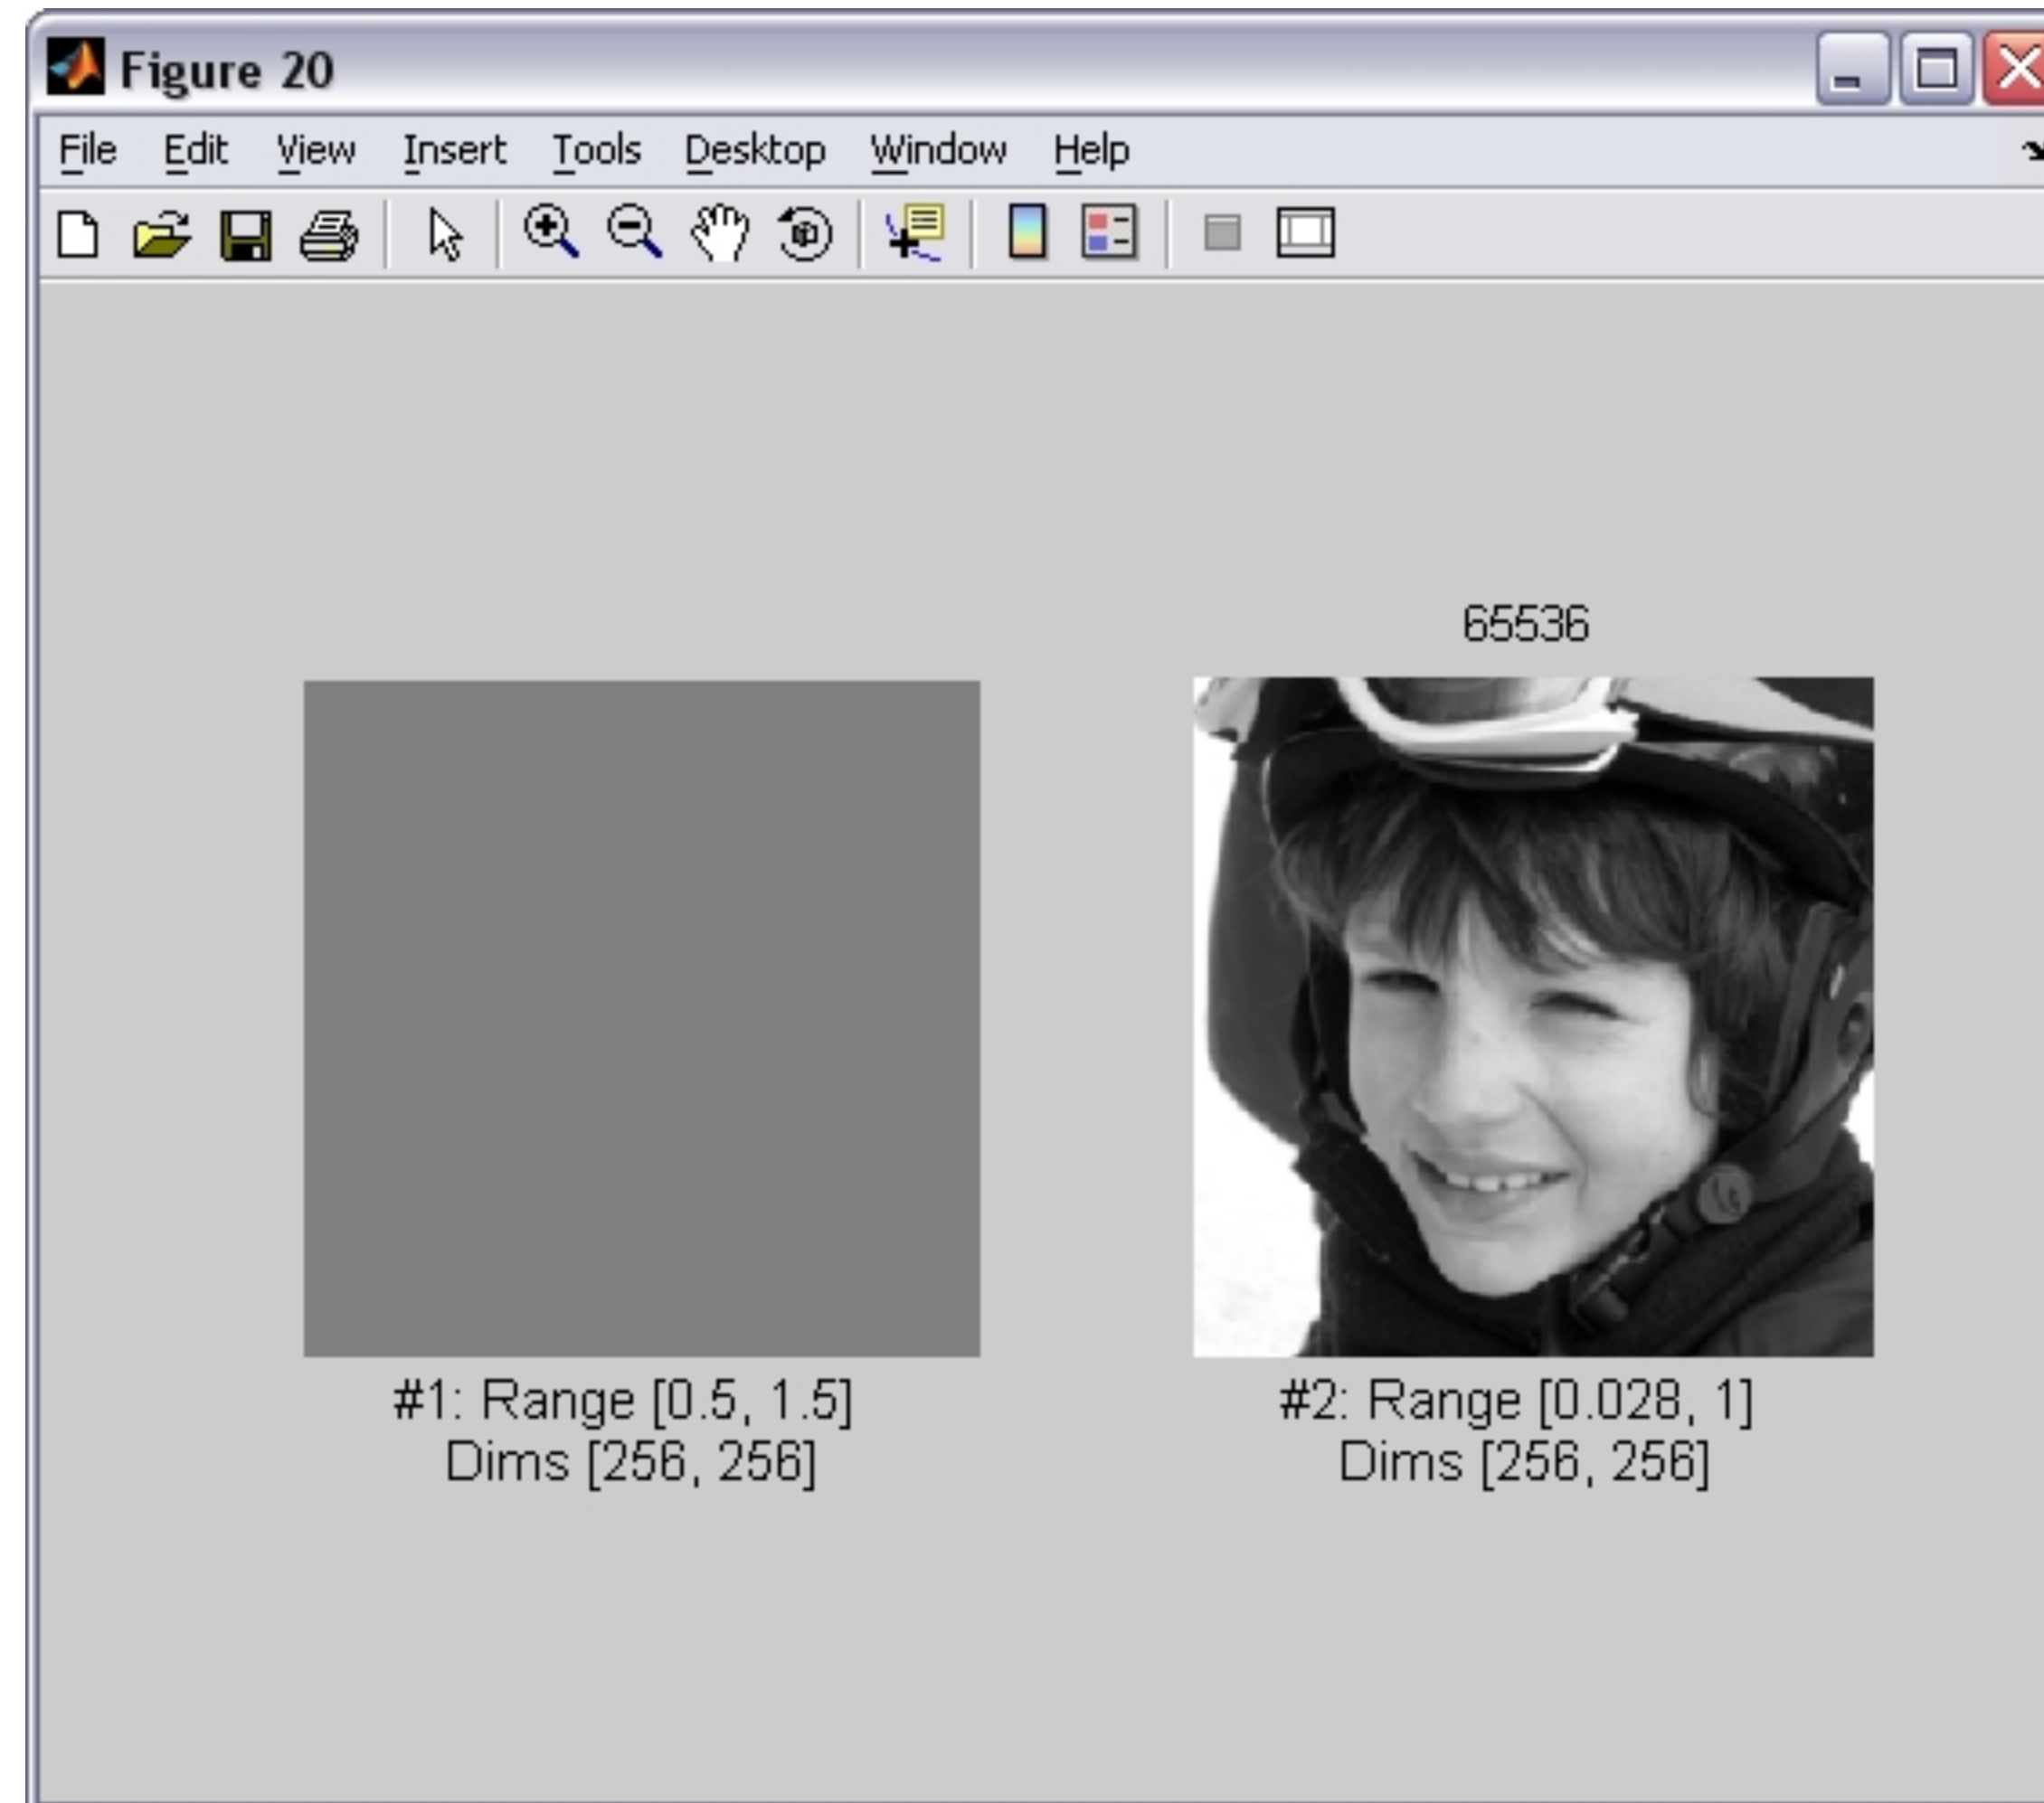 Figure 20
File Edit View Insert Tools Desktop Window Help
65536
#1: Range [0.5, 1.5]
Dims [256, 256]
#2: Range [0.028, 1]
Dims [256, 256]